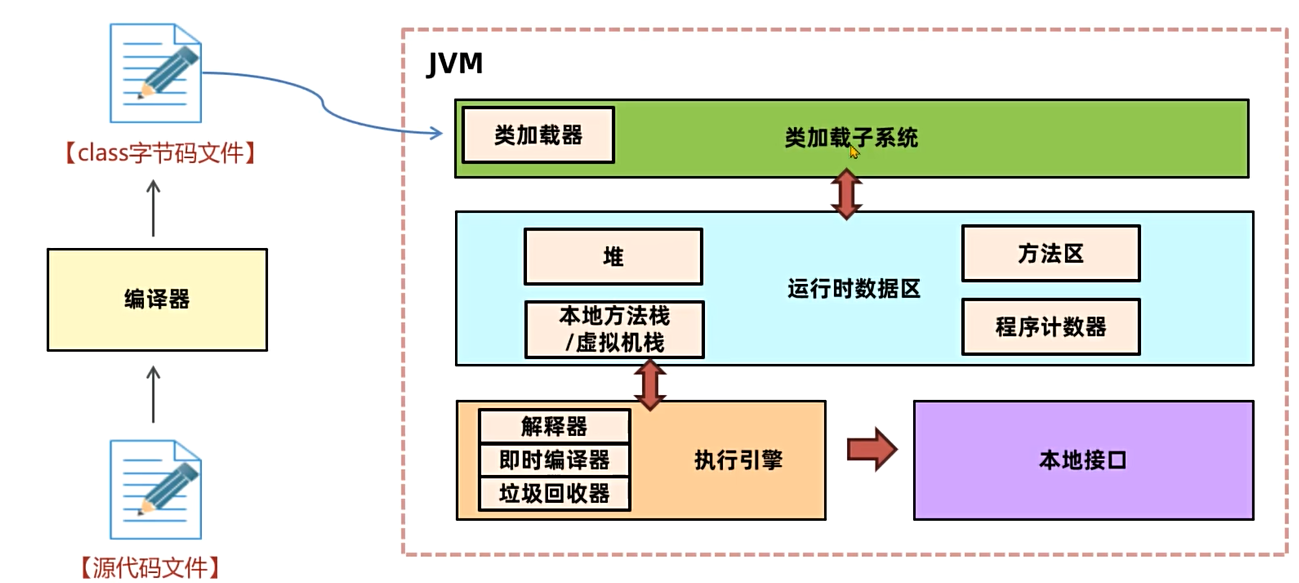 JVM
类加载器
类加载子系统
【class字节码文件】
堆
方法区
运行时数据区
编译器
本地方法栈
/虚拟机栈
程序计数器
解释器
即时编译器
垃圾回收器
执行引擎
本地接口
【源代码文件】